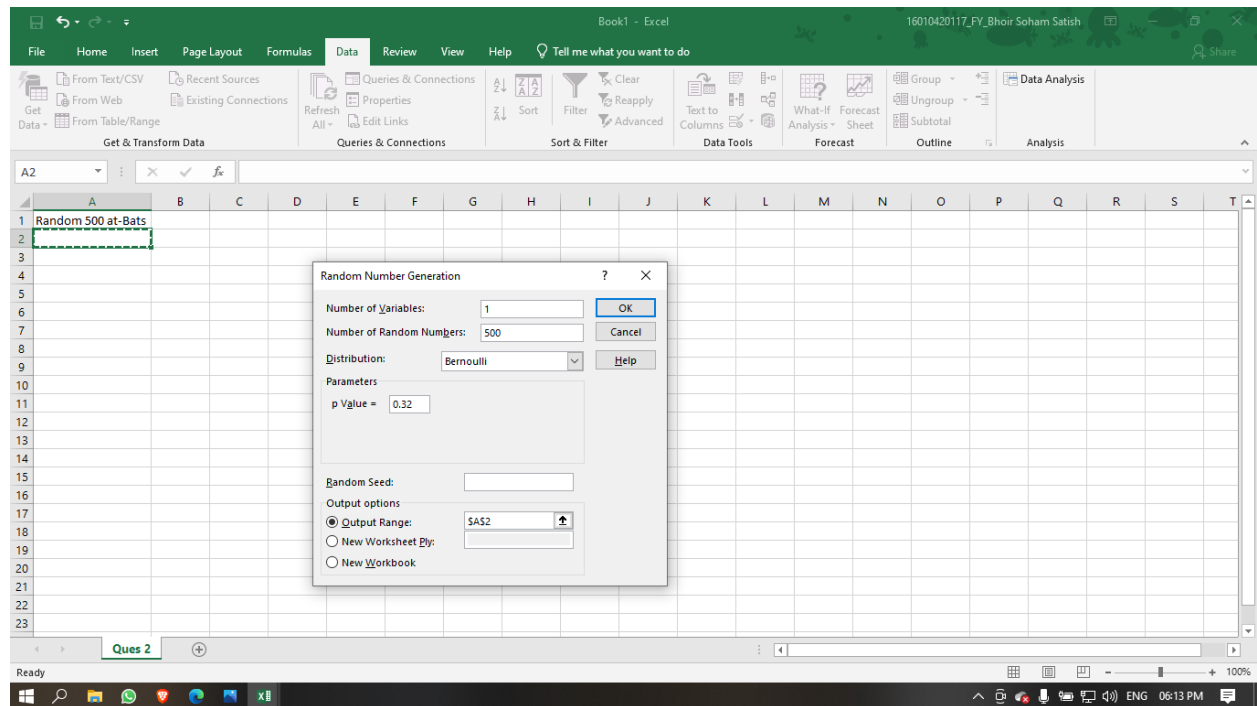 Book1 - Excel
16010420117_FY_Bhoir Soham Satish
File Home Insert Page Layout Formulas Data Review View Help Tell me what you want to do Share
Get Data
From Text/CSV
From Web
From Table/Range
Recent Sources
Existing Connections
Get & Transform Data
Refresh All
Queries & Connections
Properties
Edit Links
Queries & Connections
Sort
Filter
Clear
Reapply
Advanced
Sort & Filter
Text to Columns
Data Tools
What-If Analysis
Forecast Sheet
Forecast
Group
Ungroup
Subtotal
Outline
Data Analysis
Analysis
A2 fx
A B C D E F G H I J K L M N O P Q R S T
1 Random 500 at-Bats
2
3
4
5
6
7
8
9
10
11
12
13
14
15
16
17
18
19
20
21
22
23
Random Number Generation ? X
Number of Variables: 1 OK
Number of Random Numbers: 500 Cancel
Distribution: Bernoulli Help
Parameters
p Value = 0.32
Random Seed:
Output options
Output Range: $A$2
New Worksheet Ply:
New Workbook
Ques 2
Ready 100%
ENG 06:13 PM